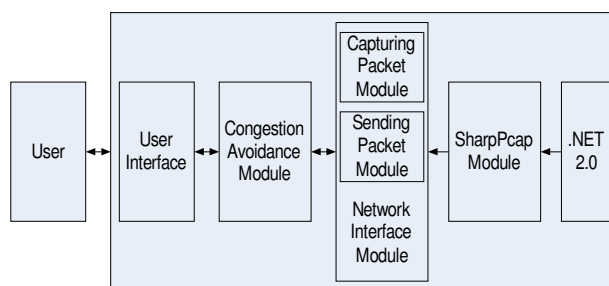 User
User
Interface
Congestion
Avoidance
Module
Capturing
Packet
Module
Sending
Packet
Module
Network
Interface
Module
SharpPcap
Module
.NET
2.0